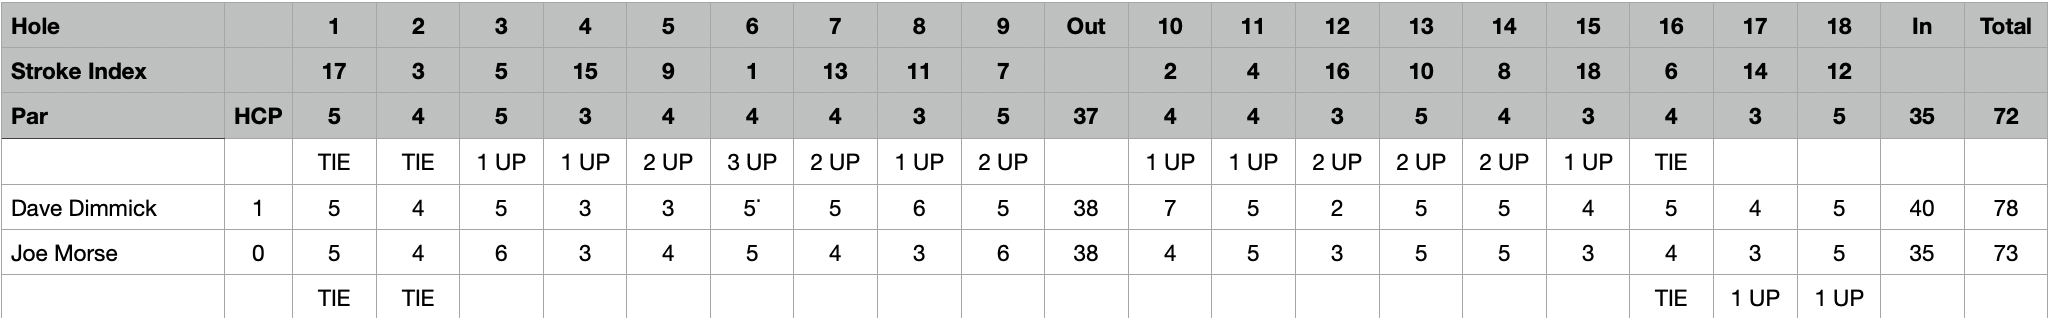 Hole 1 2 3 4 5 6 7 8 9 Out 10 11 12 13 14 15 16 17 18 In Total
Stroke Index 17 3 5 15 9 1 13 11 7 2 4 16 10 8 18 6 14 12
Par HCP 5 4 5 3 4 4 4 3 5 37 4 4 3 5 4 3 4 3 5 35 72
TIE TIE 1 UP 1 UP 2 UP 3 UP 2 UP 1 UP 2 UP 1 UP 1 UP 2 UP 2 UP 2 UP 1 UP TIE
Dave Dimmick 1 5 4 5 3 3 5· 5 6 5 38 7 5 2 5 5 4 5 4 5 40 78
Joe Morse 0 5 4 6 3 4 5 4 3 6 38 4 5 3 5 5 3 4 3 5 35 73
TIE TIE TIE 1 UP 1 UP